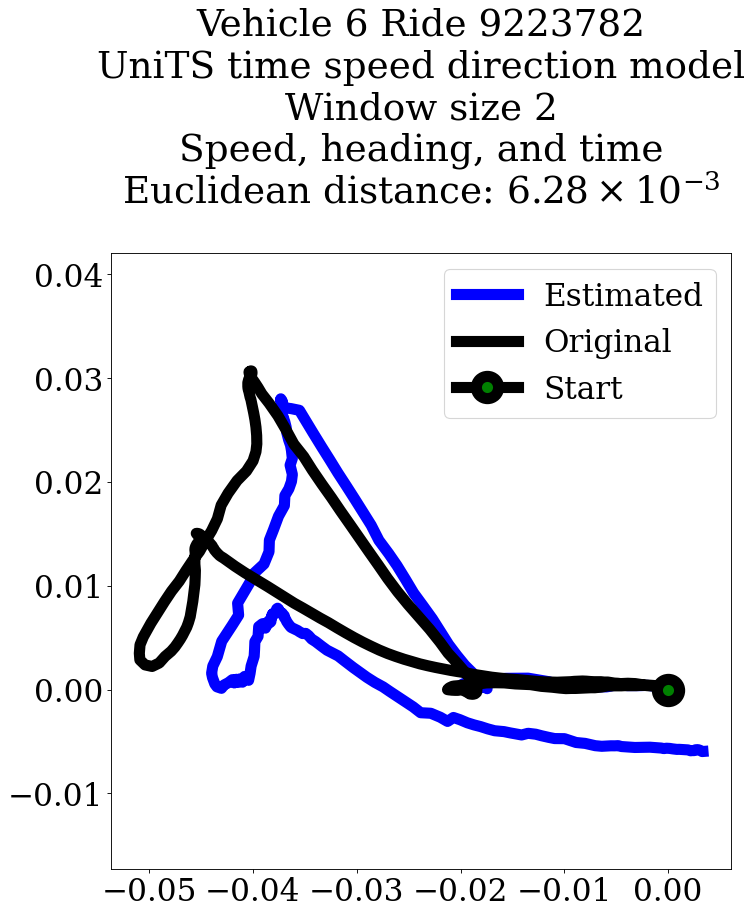 Vehicle 6 Ride 9223782
UniTS time speed direction model
Window size 2
Speed, heading, and time
Euclidean distance: 6.28 × 10⁻³
Estimated
Original
Start
0.04
0.03
0.02
0.01
0.00
−0.01
−0.05 −0.04 −0.03 −0.02 −0.01 0.00